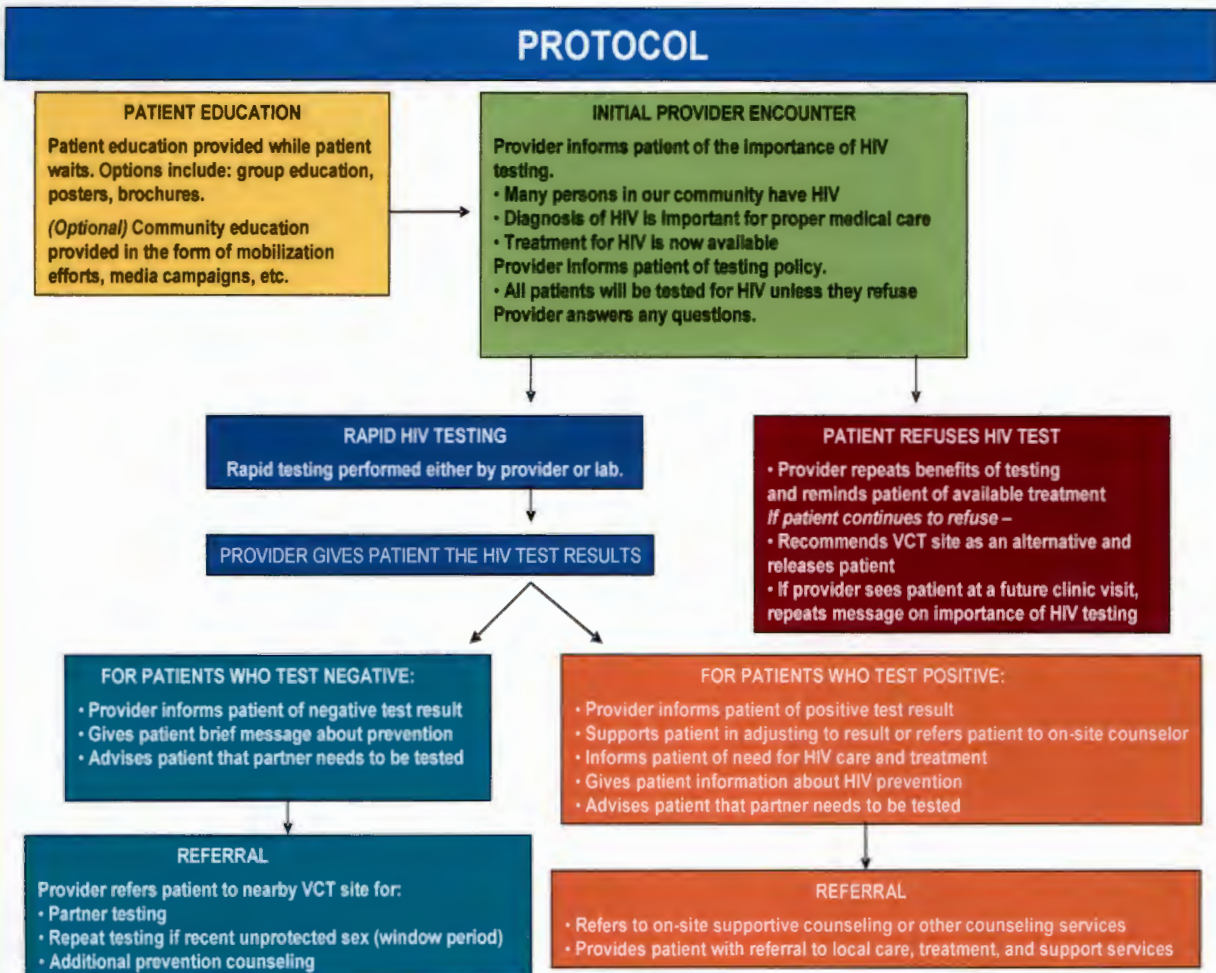 PROTOCOL
PATIENT EDUCATION
Patient education provided while patient
waits. Options include: group education,
posters, brochures.
(Optional) Community education
provided in the form of mobilization
efforts, media campaigns, etc.
INITIAL PROVIDER ENCOUNTER
Provider informs patient of the importance of HIV
testing.
• Many persons in our community have HIV
• Diagnosis of HIV is important for proper medical care
• Treatment for HIV is now available
Provider informs patient of testing policy.
• All patients will be tested for HIV unless they refuse
Provider answers any questions.
RAPID HIV TESTING
Rapid testing performed either by provider or lab.
PROVIDER GIVES PATIENT THE HIV TEST RESULTS
PATIENT REFUSES HIV TEST
• Provider repeats benefits of testing
and reminds patient of available treatment
If patient continues to refuse –
• Recommends VCT site as an alternative and
releases patient
• If provider sees patient at a future clinic visit,
repeats message on importance of HIV testing
FOR PATIENTS WHO TEST NEGATIVE:
• Provider informs patient of negative test result
• Gives patient brief message about prevention
• Advises patient that partner needs to be tested
FOR PATIENTS WHO TEST POSITIVE:
• Provider informs patient of positive test result
• Supports patient in adjusting to result or refers patient to on-site counselor
• Informs patient of need for HIV care and treatment
• Gives patient information about HIV prevention
• Advises patient that partner needs to be tested
REFERRAL
Provider refers patient to nearby VCT site for:
• Partner testing
• Repeat testing if recent unprotected sex (window period)
• Additional prevention counseling
REFERRAL
• Refers to on-site supportive counseling or other counseling services
• Provides patient with referral to local care, treatment, and support services